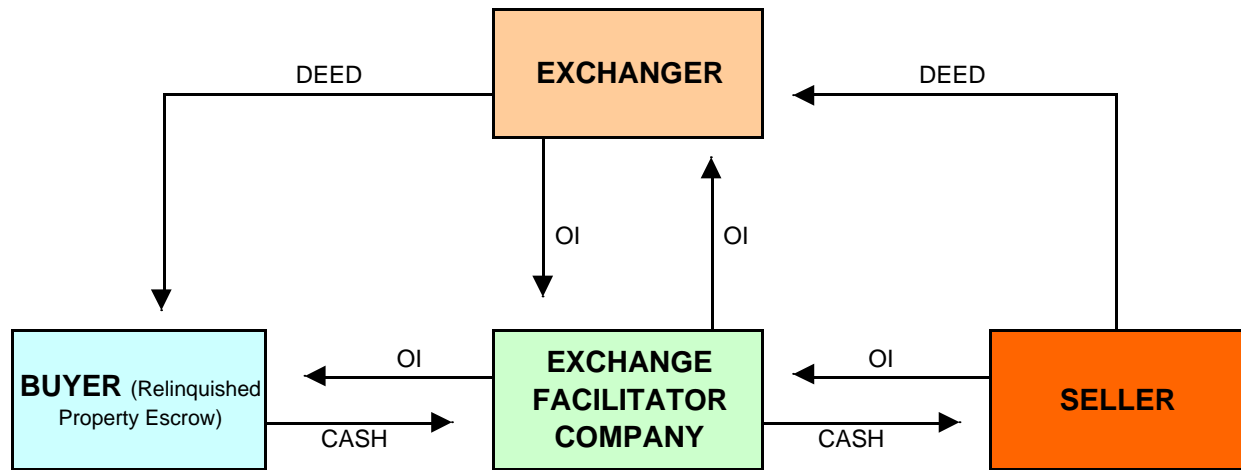 EXCHANGER
DEED
DEED
OI
OI
BUYER (Relinquished
Property Escrow)
OI
CASH
EXCHANGE
FACILITATOR
COMPANY
OI
CASH
SELLER